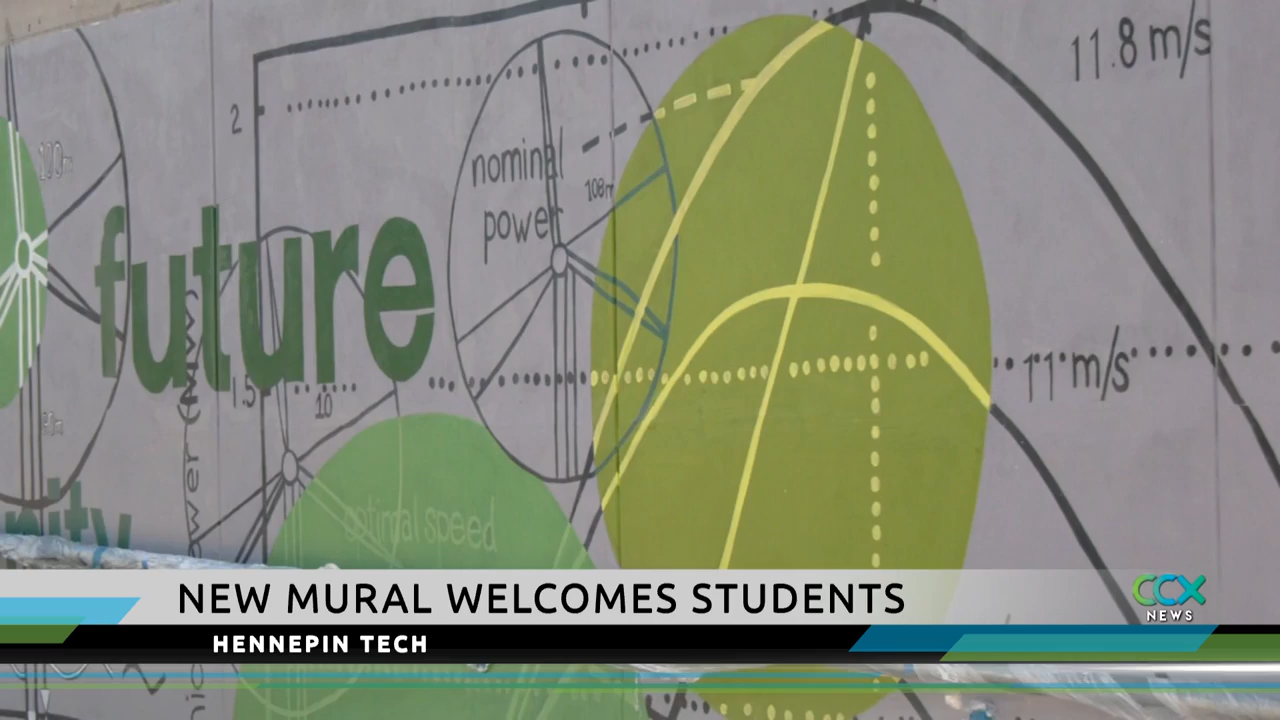 11.8 m/s
2
100m
nominal
power
108m
future
1.5
10
11 m/s
optimal speed
NEW MURAL WELCOMES STUDENTS
CCX
NEWS
HENNEPIN TECH